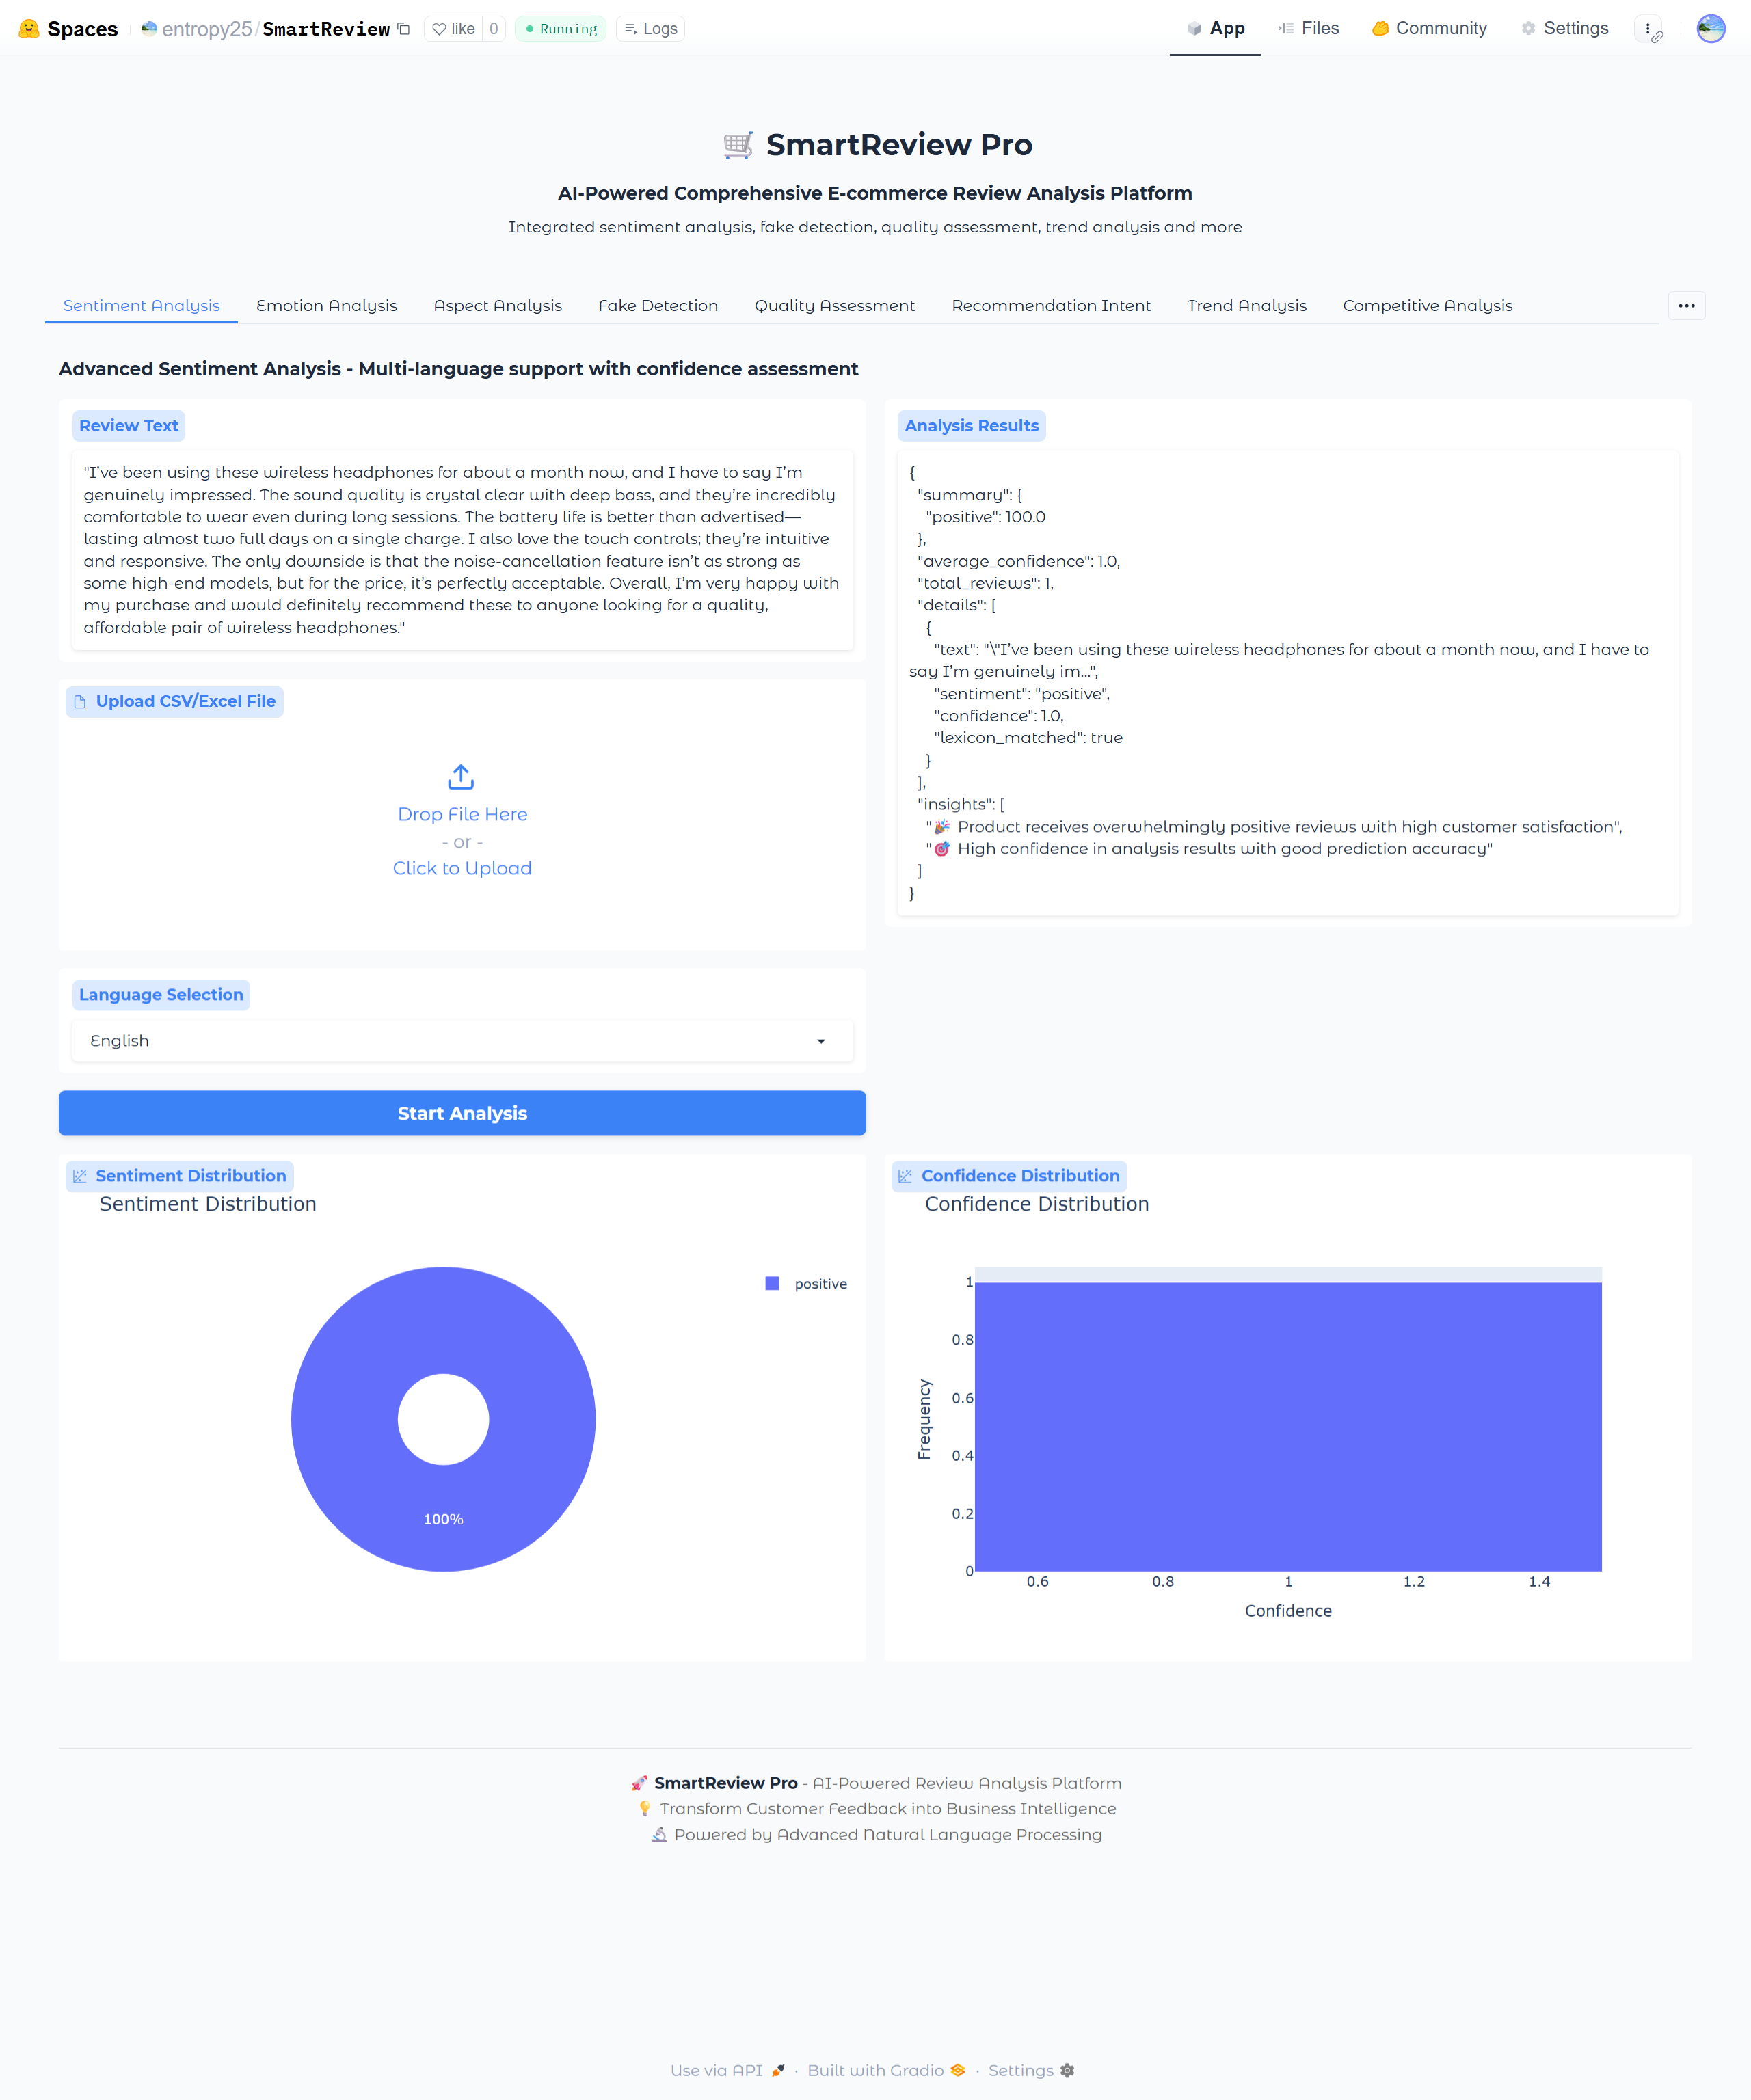 Spaces
entropy25/SmartReview
like 0
Running
Logs
App
Files
Community
Settings
SmartReview Pro
AI-Powered Comprehensive E-commerce Review Analysis Platform
Integrated sentiment analysis, fake detection, quality assessment, trend analysis and more
Sentiment Analysis
Emotion Analysis
Aspect Analysis
Fake Detection
Quality Assessment
Recommendation Intent
Trend Analysis
Competitive Analysis
Advanced Sentiment Analysis - Multi-language support with confidence assessment
Review Text
"I’ve been using these wireless headphones for about a month now, and I have to say I’m
genuinely impressed. The sound quality is crystal clear with deep bass, and they’re incredibly
comfortable to wear even during long sessions. The battery life is better than advertised—
lasting almost two full days on a single charge. I also love the touch controls; they’re intuitive
and responsive. The only downside is that the noise-cancellation feature isn’t as strong as
some high-end models, but for the price, it’s perfectly acceptable. Overall, I’m very happy with
my purchase and would definitely recommend these to anyone looking for a quality,
affordable pair of wireless headphones."
Upload CSV/Excel File
Drop File Here
- or -
Click to Upload
Language Selection
English
Start Analysis
Analysis Results
{
"summary": {
"positive": 100.0
},
"average_confidence": 1.0,
"total_reviews": 1,
"details": [
{
"text": "\"I’ve been using these wireless headphones for about a month now, and I have to
say I’m genuinely im...",
"sentiment": "positive",
"confidence": 1.0,
"lexicon_matched": true
}
],
"insights": [
"🎉 Product receives overwhelmingly positive reviews with high customer satisfaction",
"🎯 High confidence in analysis results with good prediction accuracy"
]
}
Sentiment Distribution
Sentiment Distribution
positive
100%
Confidence Distribution
Confidence Distribution
1
0.8
0.6
0.4
0.2
0
Frequency
0.6
0.8
1
1.2
1.4
Confidence
🚀 SmartReview Pro - AI-Powered Review Analysis Platform
💡 Transform Customer Feedback into Business Intelligence
🔬 Powered by Advanced Natural Language Processing
Use via API · Built with Gradio · Settings